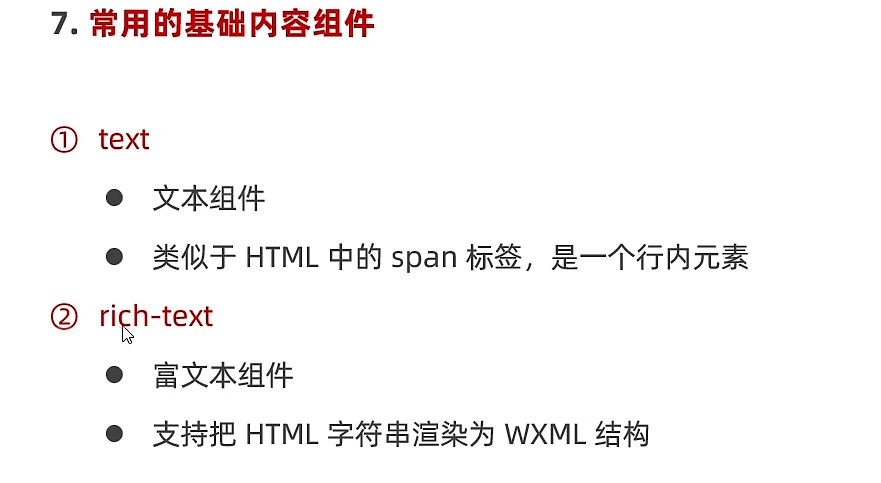 7. 常用的基础内容组件
① text
● 文本组件
● 类似于 HTML 中的 span 标签，是一个行内元素
② rich-text
● 富文本组件
● 支持把 HTML 字符串渲染为 WXML 结构